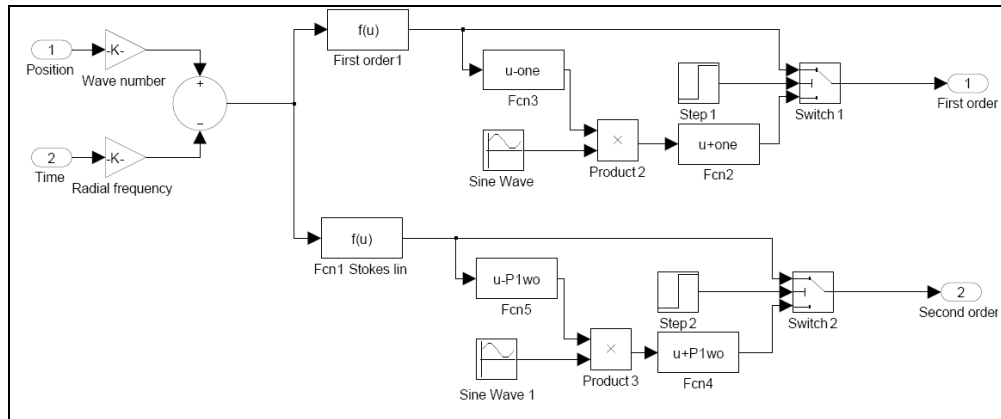 1
Position
-K-
Wave number
+
−
2
Time
-K-
Radial frequency
f(u)
First order1
u-one
Fcn3
Sine Wave
×
Product 2
Step 1
u+one
Fcn2
Switch 1
1
First order
f(u)
Fcn1 Stokes lin
u-P1wo
Fcn5
Sine Wave 1
×
Product 3
Step 2
u+P1wo
Fcn4
Switch 2
2
Second order